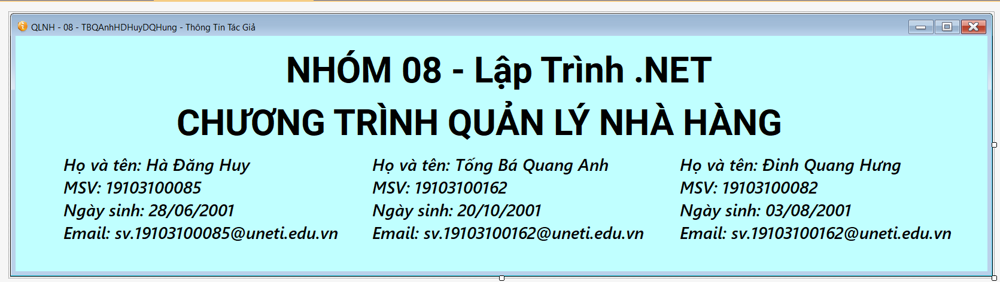 QLNH - 08 - TBQAnhHDHuyDQHung - Thông Tin Tác Giả
NHÓM 08 - Lập Trình .NET
CHƯƠNG TRÌNH QUẢN LÝ NHÀ HÀNG
Họ và tên: Hà Đăng Huy
MSV: 19103100085
Ngày sinh: 28/06/2001
Email: sv.19103100085@uneti.edu.vn
Họ và tên: Tống Bá Quang Anh
MSV: 19103100162
Ngày sinh: 20/10/2001
Email: sv.19103100162@uneti.edu.vn
Họ và tên: Đinh Quang Hưng
MSV: 19103100082
Ngày sinh: 03/08/2001
Email: sv.19103100162@uneti.edu.vn